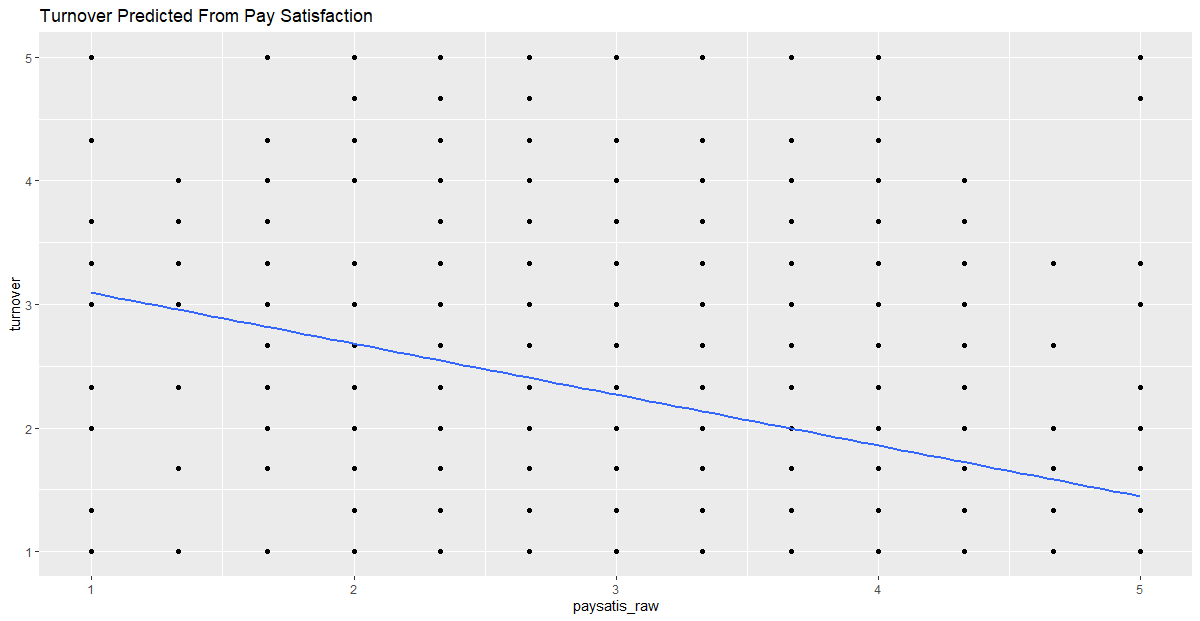 Turnover Predicted From Pay Satisfaction
5
4
3
2
1
turnover
1 2 3 4 5
paysatis_raw